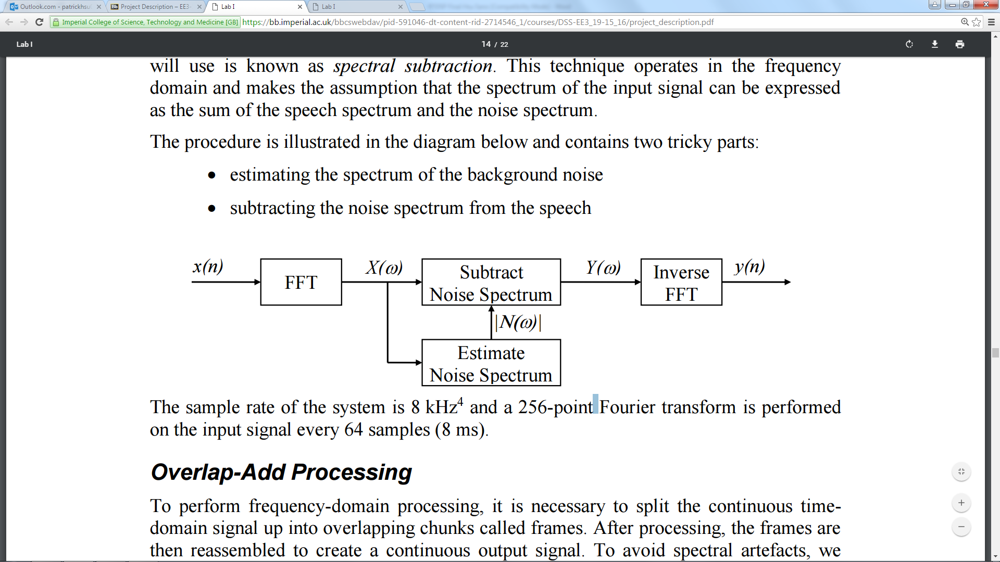 Outlook.com - patrickhsu
Project Description – EE3-
Lab I
Lab I
Imperial College of Science, Technology and Medicine [GB]
https://bb.imperial.ac.uk/bbcswebdav/pid-591046-dt-content-rid-2714546_1/courses/DSS-EE3_19-15_16/project_description.pdf
Lab I
14 / 22
will use is known as spectral subtraction. This technique operates in the frequency
domain and makes the assumption that the spectrum of the input signal can be expressed
as the sum of the speech spectrum and the noise spectrum.
The procedure is illustrated in the diagram below and contains two tricky parts:
• estimating the spectrum of the background noise
• subtracting the noise spectrum from the speech
x(n)
FFT
X(ω)
Subtract
Noise Spectrum
Y(ω)
Inverse
FFT
y(n)
|N(ω)|
Estimate
Noise Spectrum
The sample rate of the system is 8 kHz⁴ and a 256-point Fourier transform is performed
on the input signal every 64 samples (8 ms).
Overlap-Add Processing
To perform frequency-domain processing, it is necessary to split the continuous time-
domain signal up into overlapping chunks called frames. After processing, the frames are
then reassembled to create a continuous output signal. To avoid spectral artefacts, we